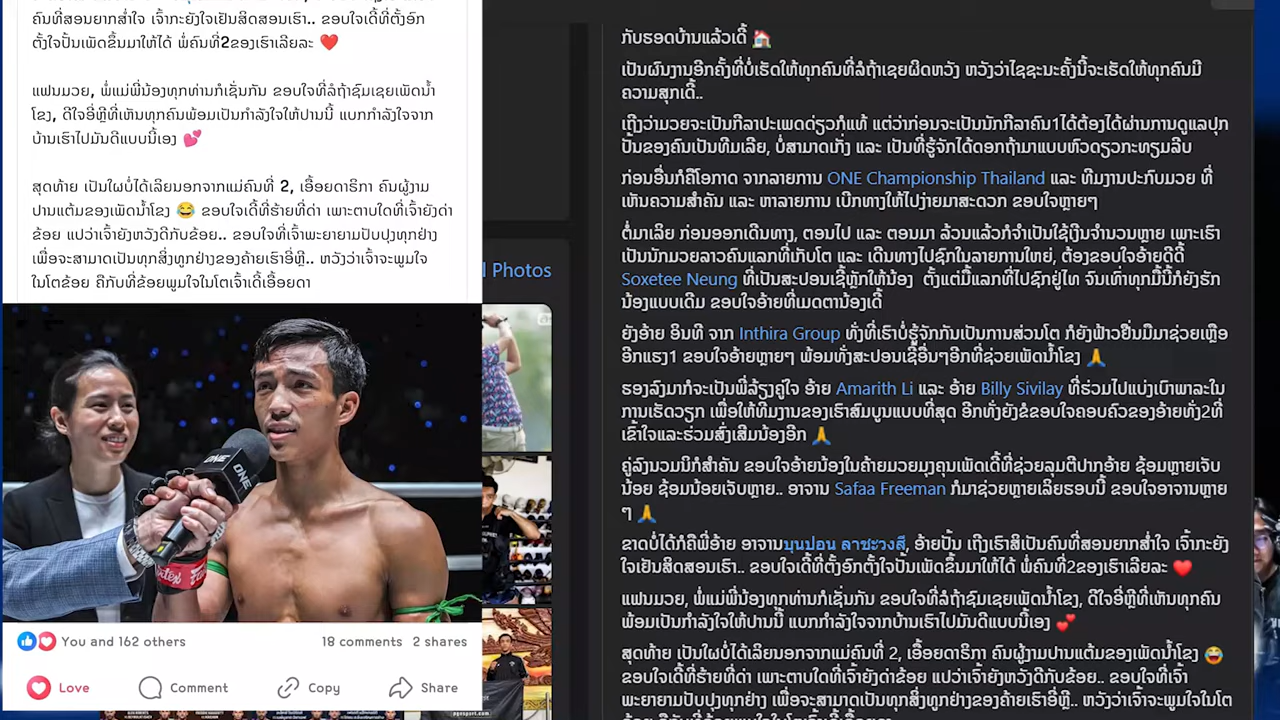 ຄົນທີ່ສອນຍາກສ່ຳໃຈ ເຈົ້າກະຍັງໃຈເຢັນສິດສອນເຮົາ.. ຂອບໃຈເດີ້ທີ່ຕັ້ງອົກ
ຕັ້ງໃຈປັ້ນເພັດຂຶ້ນມາໃຫ້ໄດ້ ພໍ່ຄົນທີ່2ຂອງເຮົາເລີຍລະ ❤️
ແຟນມວຍ, ພໍ່ແມ່ພີ່ນ້ອງທຸກທ່ານກໍເຊັ່ນກັນ ຂອບໃຈທີ່ລໍຖ້າຊົມເຊຍເພັດນ້ຳ
ໂຂງ, ດີໃຈອີ່ຫຼີທີ່ເຫັນທຸກຄົນພ້ອມເປັນກຳລັງໃຈໃຫ້ປານນີ້ ແບກກຳລັງໃຈຈາກ
ບ້ານເຮົາໄປມັນດີແບບນີ້ເອງ 💕
ສຸດທ້າຍ ເປັນໃຜບໍ່ໄດ້ເລີຍນອກຈາກແມ່ຄົນທີ່ 2, ເອື້ອຍດາຣິກາ ຄົນຜູ້ງາມ
ປານແຕ້ມຂອງເພັດນ້ຳໂຂງ 😂 ຂອບໃຈເດີ້ທີ່ຮ້າຍທີ່ດ່າ ເພາະຕາບໃດທີ່ເຈົ້າຍັງດ່າ
ຂ້ອຍ ແປວ່າເຈົ້າຍັງຫວັງດີກັບຂ້ອຍ.. ຂອບໃຈທີ່ເຈົ້າພະຍາຍາມປັບປຸງທຸກຢ່າງ
ເພື່ອຈະສາມາດເປັນທຸກສິ່ງທູກຢ່າງຂອງຄ້າຍເຮົາອີ່ຫຼີ.. ຫວັງວ່າເຈົ້າຈະພູມໃຈ
ໃນໂຕຂ້ອຍ ຄືກັບທີ່ຂ້ອຍພູມໃຈໃນໂຕເຈົ້າເດີ້ເອື້ອຍດາ
ONE
ONE
You and 162 others 18 comments 2 shares
Love Comment Copy Share
Photos
ກັບຮອດບ້ານແລ້ວເດີ້ 🏠
ເປັນຜົນງານອີກຄັ້ງທີ່ບໍ່ເຮັດໃຫ້ທຸກຄົນທີ່ລໍຖ້າເຊຍຜິດຫວັງ ຫວັງວ່າໄຊຊະນະຄັ້ງນີ້ຈະເຮັດໃຫ້ທຸກຄົນມີ
ຄວາມສຸກເດີ້..
ເຖິງວ່າມວຍຈະເປັນກິລາປະເພດດ່ຽວກໍແທ້ ແຕ່ວ່າກ່ອນຈະເປັນນັກກິລາຄົນ1ໄດ້ຕ້ອງໄດ້ຜ່ານການດູແລປຸກ
ປັ້ນຂອງຄົນເປັນທີມເລີຍ, ບໍ່ສາມາດເກັ່ງ ແລະ ເປັນທີ່ຮູ້ຈັກໄດ້ດອກຖ້າມາແບບຫົວດຽວກະທຽມລີບ
ກ່ອນອື່ນກໍຄືໂອກາດ ຈາກລາຍການ ONE Championship Thailand ແລະ ທີມງານປະກົບມວຍ ທີ່
ເຫັນຄວາມສຳຄັນ ແລະ ຫາລາຍການ ເບີກທາງໃຫ້ໄປງ່າຍມາສະດວກ ຂອບໃຈຫຼາຍໆ
ຕໍ່ມາເລີຍ ກ່ອນອອກເດີນທາງ, ຕອນໄປ ແລະ ຕອນມາ ລ້ວນແລ້ວກໍຈຳເປັນໃຊ້ເງີນຈຳນວນຫຼາຍ ເພາະເຮົາ
ເປັນນັກມວຍລາວຄົນແລກທີ່ເກັບໂຕ ແລະ ເດີນທາງໄປຊົກໃນລາຍການໃຫຍ່, ຕ້ອງຂອບໃຈອ້າຍດີດີ້
Soxetee Neung ທີ່ເປັນສະປອນເຊີ້ຫຼັກໃຫ້ນ້ອງ ຕັ້ງແຕ່ມື້ແລກທີ່ໄປຊົກຢູ່ໄທ ຈົນເທົ່າທຸກມື້ນີ້ກໍຍັງຮັກ
ນ້ອງແບບເດີມ ຂອບໃຈອ້າຍທີ່ເມດຕານ້ອງເດີ້
ຍັງອ້າຍ ອິນທີ ຈາກ Inthira Group ທັ່ງທີ່ເຮົາບໍ່ຮູ້ຈັກກັນເປັນການສ່ວນໂຕ ກໍຍັງຟ້າວຢື່ນມືມາຊ່ວຍເຫຼືອ
ອີກແຮງ1 ຂອບໃຈອ້າຍຫຼາຍໆ ພ້ອມທັ່ງສະປອນເຊີ້ອື່ນໆອີກທີ່ຊ່ວຍເພັດນ້ຳໂຂງ 🙏
ຮອງລົງມາກໍຈະເປັນພີ່ລ້ຽງຄູ່ໃຈ ອ້າຍ Amarith Li ແລະ ອ້າຍ Billy Sivilay ທີ່ຮ່ວມໄປແບ່ງເບົາພາລະໃນ
ການເຮັດວຽກ ເພື່ອໃຫ້ທີມງານຂອງເຮົາສົມບູນແບບທີ່ສຸດ ອີກທັ່ງຍັງຂໍຂອບໃຈຄອບຄົວຂອງອ້າຍທັ່ງ2ທີ່
ເຂົ້າໃຈແລະຮ່ວມສົ່ງເສີມນ້ອງອີກ 🙏
ຄູ່ລົງນວມນິກໍສຳຄັນ ຂອບໃຈອ້າຍນ້ອງໃນຄ້າຍມວຍມຸງຄຸນເພັດເດີ້ທີ່ຊ່ວຍລຸມຕີປາກອ້າຍ ຊ້ອມຫຼາຍເຈັບ
ນ້ອຍ ຊ້ອມນ້ອຍເຈັບຫຼາຍ.. ອາຈານ Safaa Freeman ກໍມາຊ່ວຍຫຼາຍເລີຍຮອບນີ້ ຂອບໃຈອາຈານຫຼາຍ
ໆ 🙏
ຂາດບໍ່ໄດ້ກໍຄືພີ່ອ້າຍ ອາຈານບຸນປອນ ລາຊະວົງສີ, ອ້າຍປັ້ນ ເຖິງເຮົາສິເປັນຄົນທີ່ສອນຍາກສ່ຳໃຈ ເຈົ້າກະຍັງ
ໃຈເຢັນສິດສອນເຮົາ.. ຂອບໃຈເດີ້ທີ່ຕັ້ງອົກຕັ້ງໃຈປັ້ນເພັດຂຶ້ນມາໃຫ້ໄດ້ ພໍ່ຄົນທີ່2ຂອງເຮົາເລີຍລະ ❤️
ແຟນມວຍ, ພໍ່ແມ່ພີ່ນ້ອງທຸກທ່ານກໍເຊັ່ນກັນ ຂອບໃຈທີ່ລໍຖ້າຊົມເຊຍເພັດນ້ຳໂຂງ, ດີໃຈອີ່ຫຼີທີ່ເຫັນທຸກຄົນ
ພ້ອມເປັນກຳລັງໃຈໃຫ້ປານນີ້ ແບກກຳລັງໃຈຈາກບ້ານເຮົາໄປມັນດີແບບນີ້ເອງ 💕
ສຸດທ້າຍ ເປັນໃຜບໍ່ໄດ້ເລີຍນອກຈາກແມ່ຄົນທີ່ 2, ເອື້ອຍດາຣິກາ ຄົນຜູ້ງາມປານແຕ້ມຂອງເພັດນ້ຳໂຂງ 😂
ຂອບໃຈເດີ້ທີ່ຮ້າຍທີ່ດ່າ ເພາະຕາບໃດທີ່ເຈົ້າຍັງດ່າຂ້ອຍ ແປວ່າເຈົ້າຍັງຫວັງດີກັບຂ້ອຍ.. ຂອບໃຈທີ່ເຈົ້າ
ພະຍາຍາມປັບປຸງທຸກຢ່າງ ເພື່ອຈະສາມາດເປັນທຸກສິ່ງທູກຢ່າງຂອງຄ້າຍເຮົາອີ່ຫຼີ.. ຫວັງວ່າເຈົ້າຈະພູມໃຈໃນໂຕ